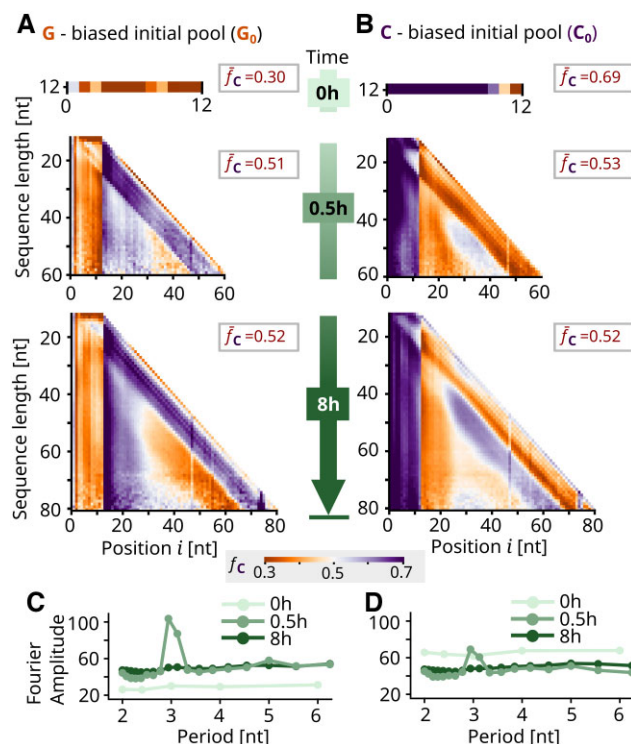 A
G - biased initial pool (G₀)
Time
B
C - biased initial pool (C₀)
12
0
12
f̄C=0.30
0h
12
0
12
f̄C=0.69
Sequence length [nt]
20
40
60
0
20
40
60
f̄C=0.51
0.5h
20
40
60
0
20
40
60
f̄C=0.53
Sequence length [nt]
20
40
60
80
0
20
40
60
80
Position i [nt]
f̄C=0.52
8h
20
40
60
80
0
20
40
60
80
Position i [nt]
f̄C=0.52
fC
0.3
0.5
0.7
C
Fourier
Amplitude
100
60
20
2
3
4
5
6
Period [nt]
0h
0.5h
8h
D
100
60
20
2
3
4
5
6
Period [nt]
0h
0.5h
8h